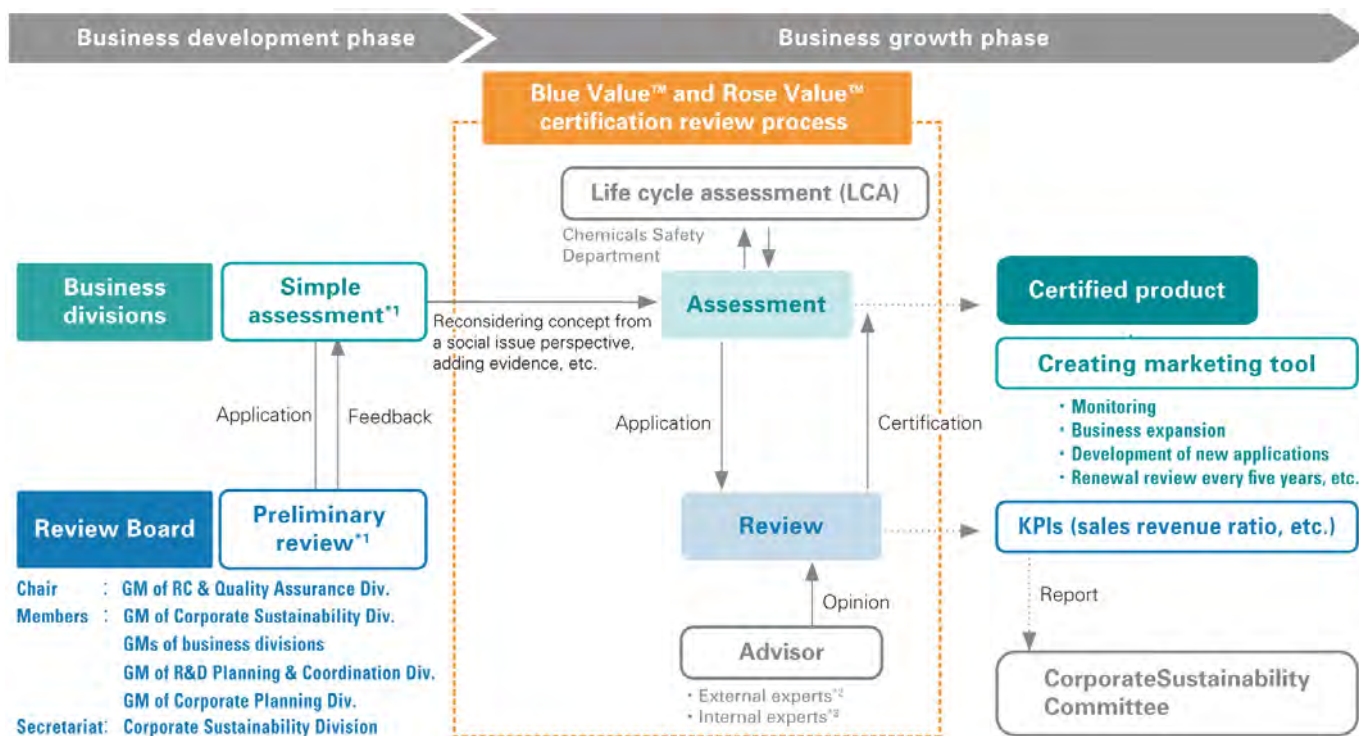 Business development phase
Business growth phase
Blue Value™ and Rose Value™
certification review process
Life cycle assessment (LCA)
Chemicals Safety
Department
Business
divisions
Simple
assessment*1
Reconsidering concept from
a social issue perspective,
adding evidence, etc.
Assessment
Certified product
Creating marketing tool
・Monitoring
・Business expansion
・Development of new applications
・Renewal review every five years, etc.
Application
Feedback
Application
Certification
Review Board
Preliminary
review*1
Review
KPIs (sales revenue ratio, etc.)
Chair : GM of RC & Quality Assurance Div.
Members : GM of Corporate Sustainability Div.
GMs of business divisions
GM of R&D Planning & Coordination Div.
GM of Corporate Planning Div.
Secretariat: Corporate Sustainability Division
Opinion
Advisor
・External experts*2
・Internal experts
Report
CorporateSustainability
Committee